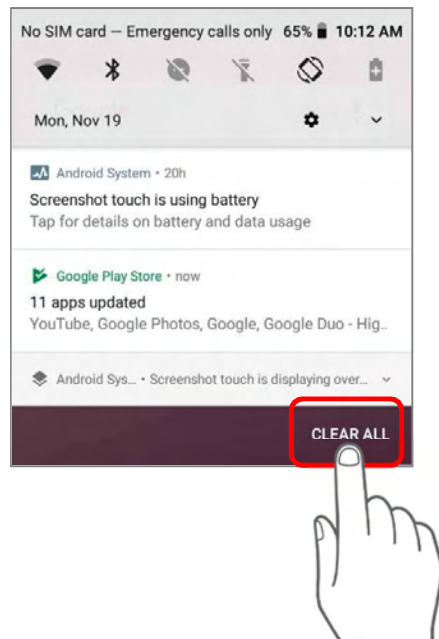 No SIM card — Emergency calls only 65% 10:12 AM
Mon, Nov 19
Android System • 20h
Screenshot touch is using battery
Tap for details on battery and data usage
Google Play Store • now
11 apps updated
YouTube, Google Photos, Google, Google Duo - Hig..
Android Sys... • Screenshot touch is displaying over...
CLEAR ALL